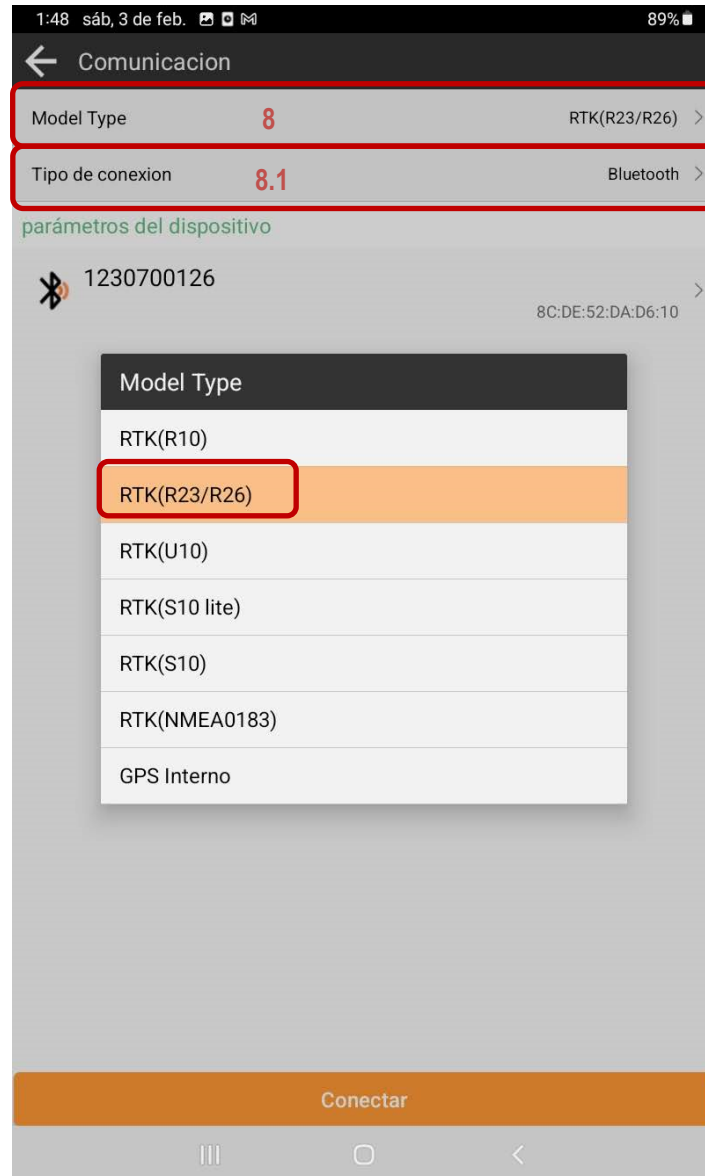 1:48 sáb, 3 de feb. 89%
Comunicacion
Model Type 8 RTK(R23/R26)
Tipo de conexion 8.1 Bluetooth
parámetros del dispositivo
1230700126
8C:DE:52:DA:D6:10
Model Type
RTK(R10)
RTK(R23/R26)
RTK(U10)
RTK(S10 lite)
RTK(S10)
RTK(NMEA0183)
GPS Interno
Conectar